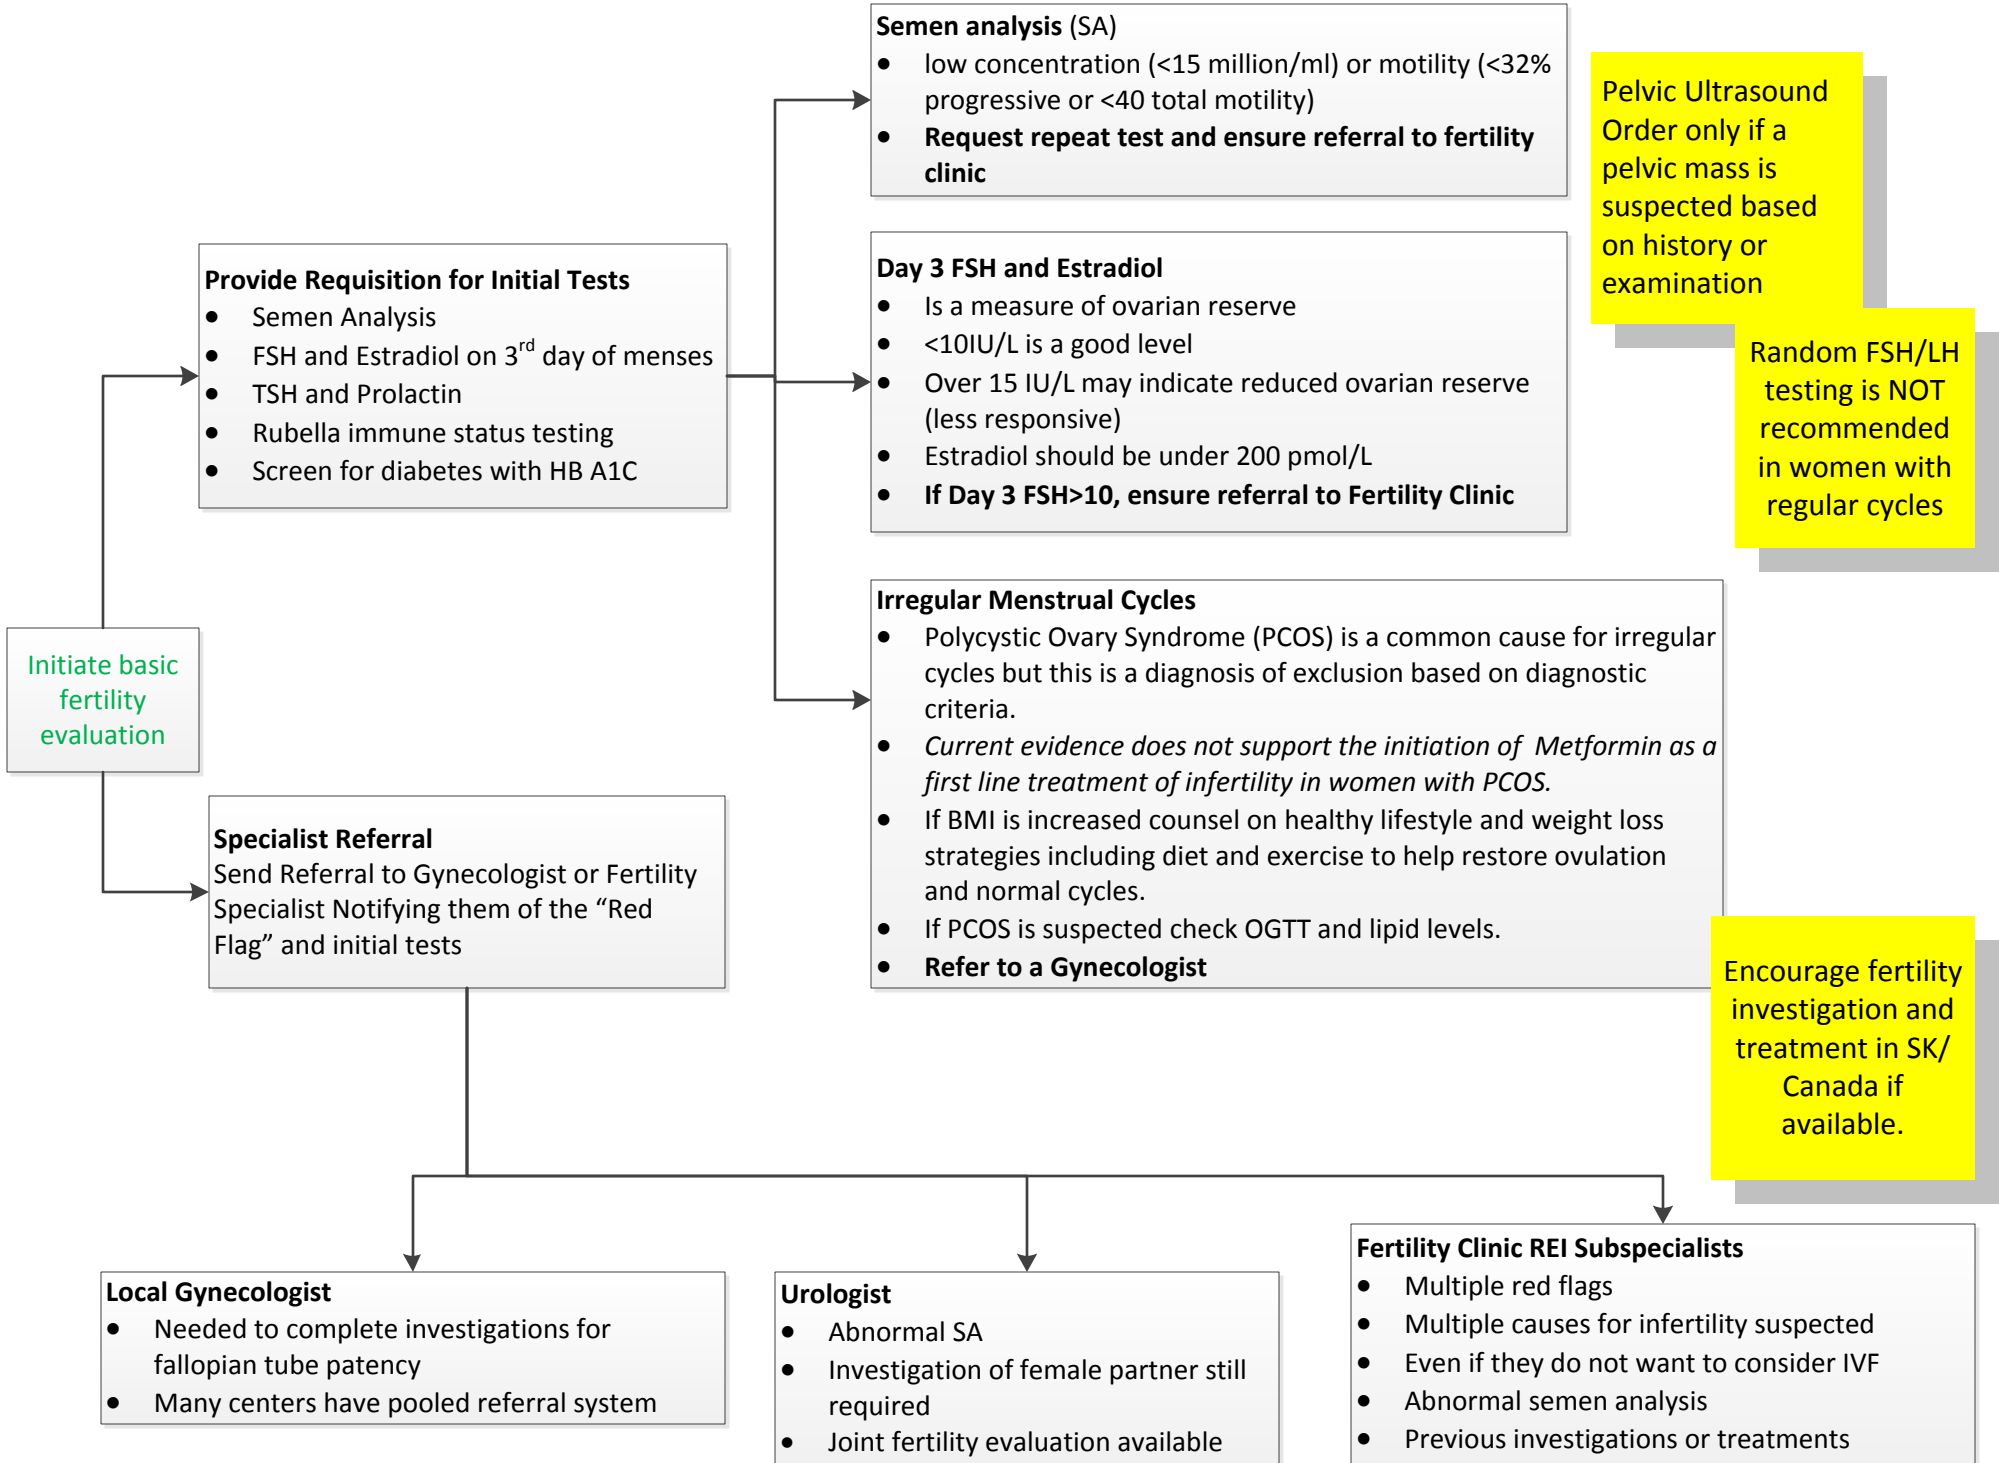 Semen analysis (SA)
• low concentration (<15 million/ml) or motility (<32%
progressive or <40 total motility)
• Request repeat test and ensure referral to fertility
clinic
Pelvic Ultrasound
Order only if a
pelvic mass is
suspected based
on history or
examination
Provide Requisition for Initial Tests
• Semen Analysis
• FSH and Estradiol on 3rd day of menses
• TSH and Prolactin
• Rubella immune status testing
• Screen for diabetes with HB A1C
Day 3 FSH and Estradiol
• Is a measure of ovarian reserve
• <10IU/L is a good level
• Over 15 IU/L may indicate reduced ovarian reserve
(less responsive)
• Estradiol should be under 200 pmol/L
• If Day 3 FSH>10, ensure referral to Fertility Clinic
Random FSH/LH
testing is NOT
recommended
in women with
regular cycles
Initiate basic
fertility
evaluation
Irregular Menstrual Cycles
• Polycystic Ovary Syndrome (PCOS) is a common cause for irregular
cycles but this is a diagnosis of exclusion based on diagnostic
criteria.
• Current evidence does not support the initiation of  Metformin as a
first line treatment of infertility in women with PCOS.
• If BMI is increased counsel on healthy lifestyle and weight loss
strategies including diet and exercise to help restore ovulation
and normal cycles.
• If PCOS is suspected check OGTT and lipid levels.
• Refer to a Gynecologist
Specialist Referral
Send Referral to Gynecologist or Fertility
Specialist Notifying them of the “Red
Flag” and initial tests
Encourage fertility
investigation and
treatment in SK/
Canada if
available.
Local Gynecologist
• Needed to complete investigations for
fallopian tube patency
• Many centers have pooled referral system
Urologist
• Abnormal SA
• Investigation of female partner still
required
• Joint fertility evaluation available
Fertility Clinic REI Subspecialists
• Multiple red flags
• Multiple causes for infertility suspected
• Even if they do not want to consider IVF
• Abnormal semen analysis
• Previous investigations or treatments